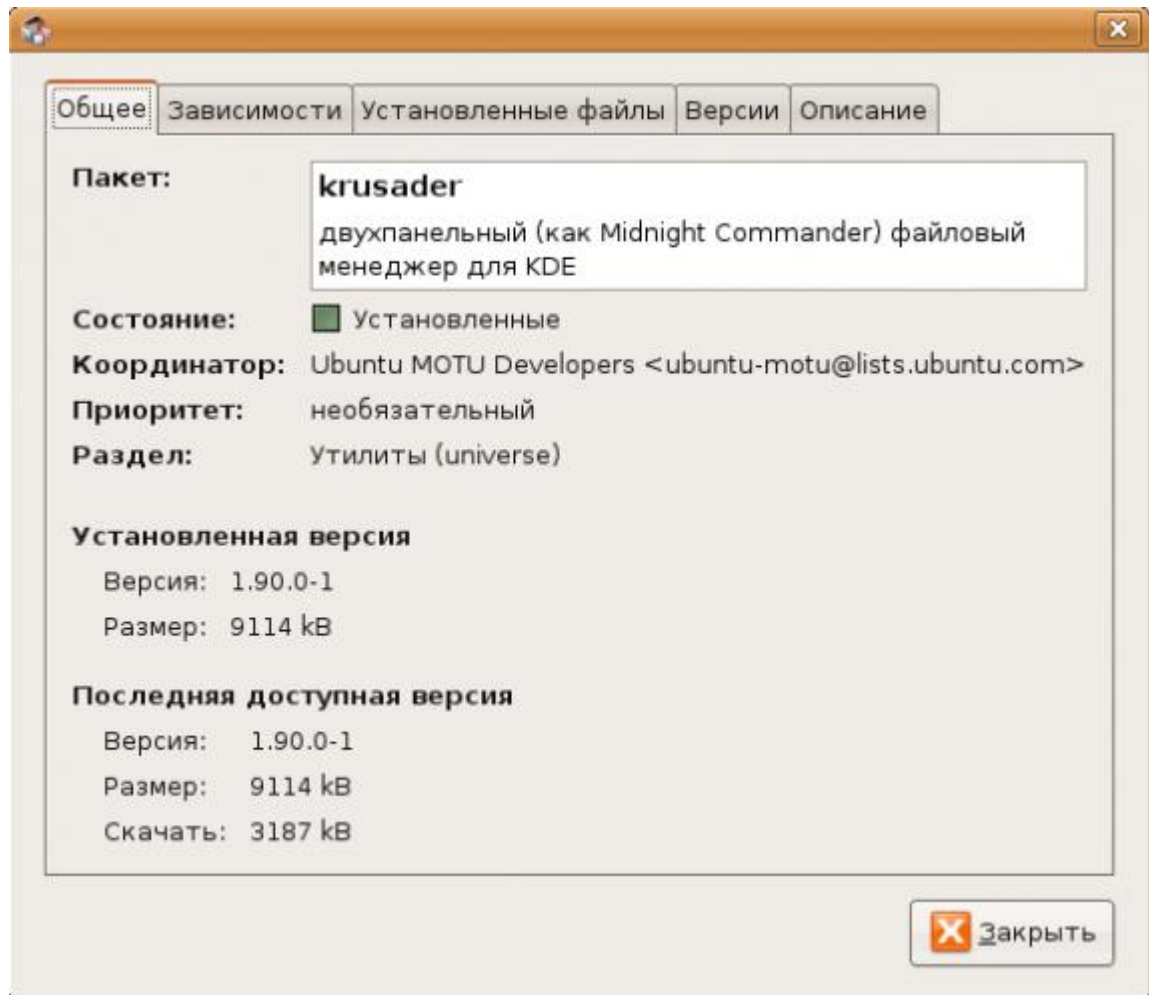 Общее Зависимости Установленные файлы Версии Описание
Пакет: krusader
двухпанельный (как Midnight Commander) файловый
менеджер для KDE
Состояние: Установленные
Координатор: Ubuntu MOTU Developers <ubuntu-motu@lists.ubuntu.com>
Приоритет: необязательный
Раздел: Утилиты (universe)
Установленная версия
Версия: 1.90.0-1
Размер: 9114 kB
Последняя доступная версия
Версия: 1.90.0-1
Размер: 9114 kB
Скачать: 3187 kB
Закрыть